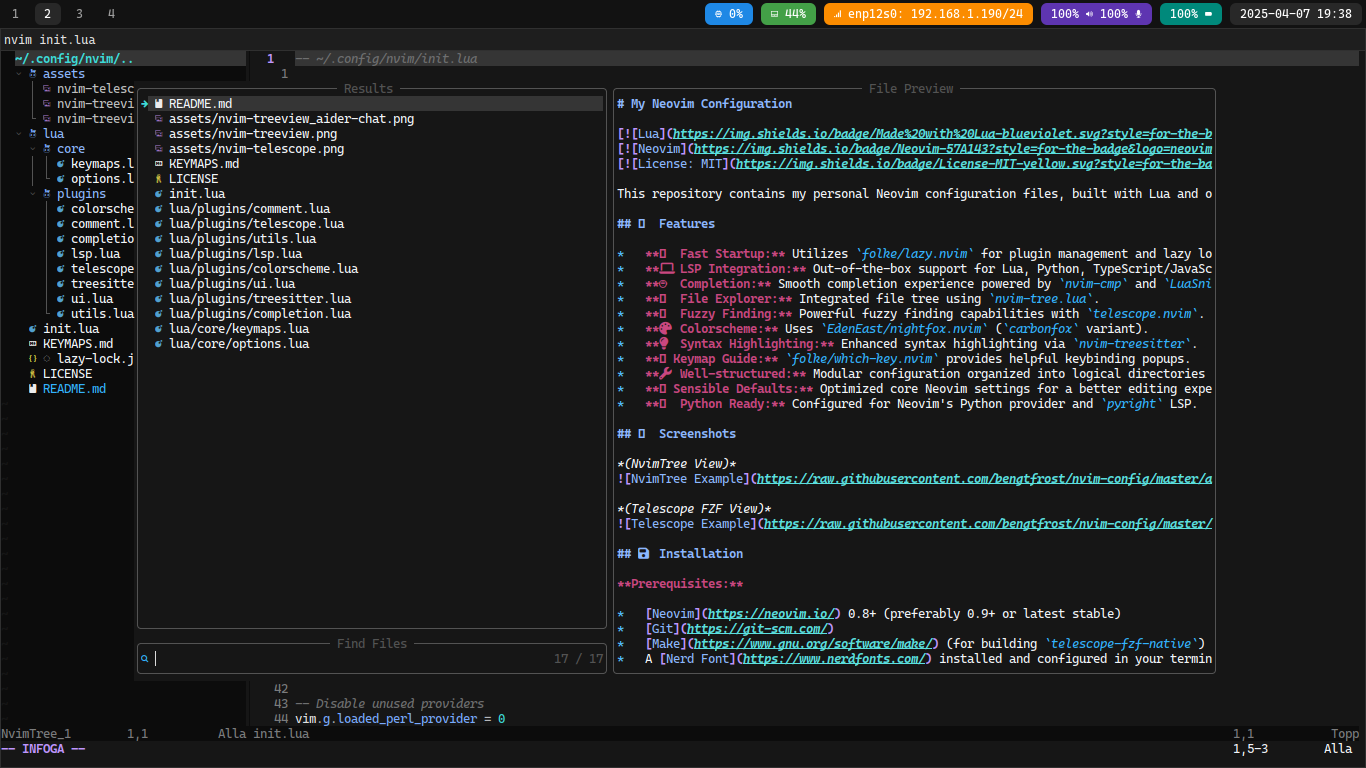 1 2 3 4 0% 44% enp12s0: 192.168.1.190/24 100% 100% 100% 2025-04-07 19:38
nvim init.lua
~/.config/nvim/..
assets
nvim-telesc
nvim-treevi
nvim-treevi
lua
core
keymaps.l
options.l
plugins
colorsche
comment.l
completio
lsp.lua
telescope
treesitte
ui.lua
utils.lua
init.lua
KEYMAPS.md
{} lazy-lock.j
LICENSE
README.md
1 -- ~/.config/nvim/init.lua
1
Results
README.md
assets/nvim-treeview_aider-chat.png
assets/nvim-treeview.png
assets/nvim-telescope.png
KEYMAPS.md
LICENSE
init.lua
lua/plugins/comment.lua
lua/plugins/telescope.lua
lua/plugins/utils.lua
lua/plugins/lsp.lua
lua/plugins/colorscheme.lua
lua/plugins/ui.lua
lua/plugins/treesitter.lua
lua/plugins/completion.lua
lua/core/keymaps.lua
lua/core/options.lua
Find Files
17 / 17
File Preview
# My Neovim Configuration
[![Lua](https://img.shields.io/badge/Made%20with%20Lua-blueviolet.svg?style=for-the-b
[![Neovim](https://img.shields.io/badge/Neovim-57A143?style=for-the-badge&logo=neovim
[![License: MIT](https://img.shields.io/badge/License-MIT-yellow.svg?style=for-the-ba
This repository contains my personal Neovim configuration files, built with Lua and o
## Features
* ** Fast Startup:** Utilizes `folke/lazy.nvim` for plugin management and lazy lo
* ** LSP Integration:** Out-of-the-box support for Lua, Python, TypeScript/JavaSc
* ** Completion:** Smooth completion experience powered by `nvim-cmp` and `LuaSni
* ** File Explorer:** Integrated file tree using `nvim-tree.lua`.
* ** Fuzzy Finding:** Powerful fuzzy finding capabilities with `telescope.nvim`.
* ** Colorscheme:** Uses `EdenEast/nightfox.nvim` (`carbonfox` variant).
* ** Syntax Highlighting:** Enhanced syntax highlighting via `nvim-treesitter`.
* ** Keymap Guide:** `folke/which-key.nvim` provides helpful keybinding popups.
* ** Well-structured:** Modular configuration organized into logical directories
* ** Sensible Defaults:** Optimized core Neovim settings for a better editing expe
* ** Python Ready:** Configured for Neovim's Python provider and `pyright` LSP.
## Screenshots
*(NvimTree View)*
![NvimTree Example](https://raw.githubusercontent.com/bengtfrost/nvim-config/master/a
*(Telescope FZF View)*
![Telescope Example](https://raw.githubusercontent.com/bengtfrost/nvim-config/master/
## Installation
**Prerequisites:**
* [Neovim](https://neovim.io/) 0.8+ (preferably 0.9+ or latest stable)
* [Git](https://git-scm.com/)
* [Make](https://www.gnu.org/software/make/) (for building `telescope-fzf-native`)
* A [Nerd Font](https://www.nerdfonts.com/) installed and configured in your termin
42
43 -- Disable unused providers
44 vim.g.loaded_perl_provider = 0
NvimTree_1 1,1 Alla init.lua 1,1 Topp
-- INFOGA -- 1,5-3 Alla